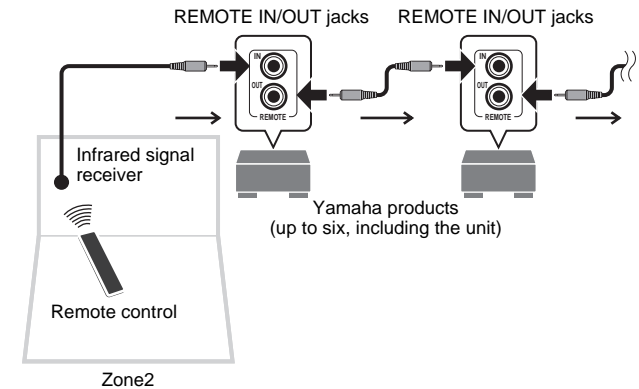 REMOTE IN/OUT jacks
REMOTE IN/OUT jacks
IN
OUT
REMOTE
IN
OUT
REMOTE
Infrared signal
receiver
Yamaha products
(up to six, including the unit)
Remote control
Zone2